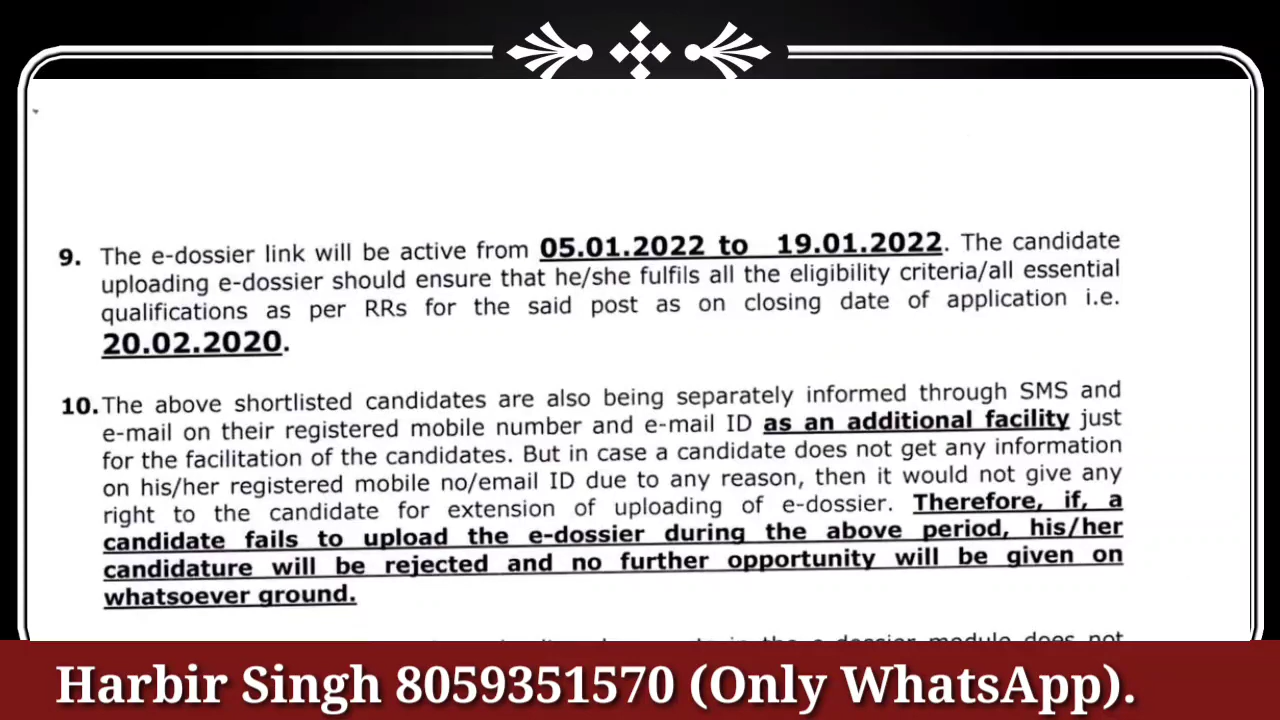 9. The e-dossier link will be active from 05.01.2022 to 19.01.2022. The candidate
uploading e-dossier should ensure that he/she fulfils all the eligibility criteria/all essential
qualifications as per RRs for the said post as on closing date of application i.e.
20.02.2020.
10. The above shortlisted candidates are also being separately informed through SMS and
e-mail on their registered mobile number and e-mail ID as an additional facility just
for the facilitation of the candidates. But in case a candidate does not get any information
on his/her registered mobile no/email ID due to any reason, then it would not give any
right to the candidate for extension of uploading of e-dossier. Therefore, if, a
candidate fails to upload the e-dossier during the above period, his/her
candidature will be rejected and no further opportunity will be given on
whatsoever ground.
in the e-dossier module does not
Harbir Singh 8059351570 (Only WhatsApp).